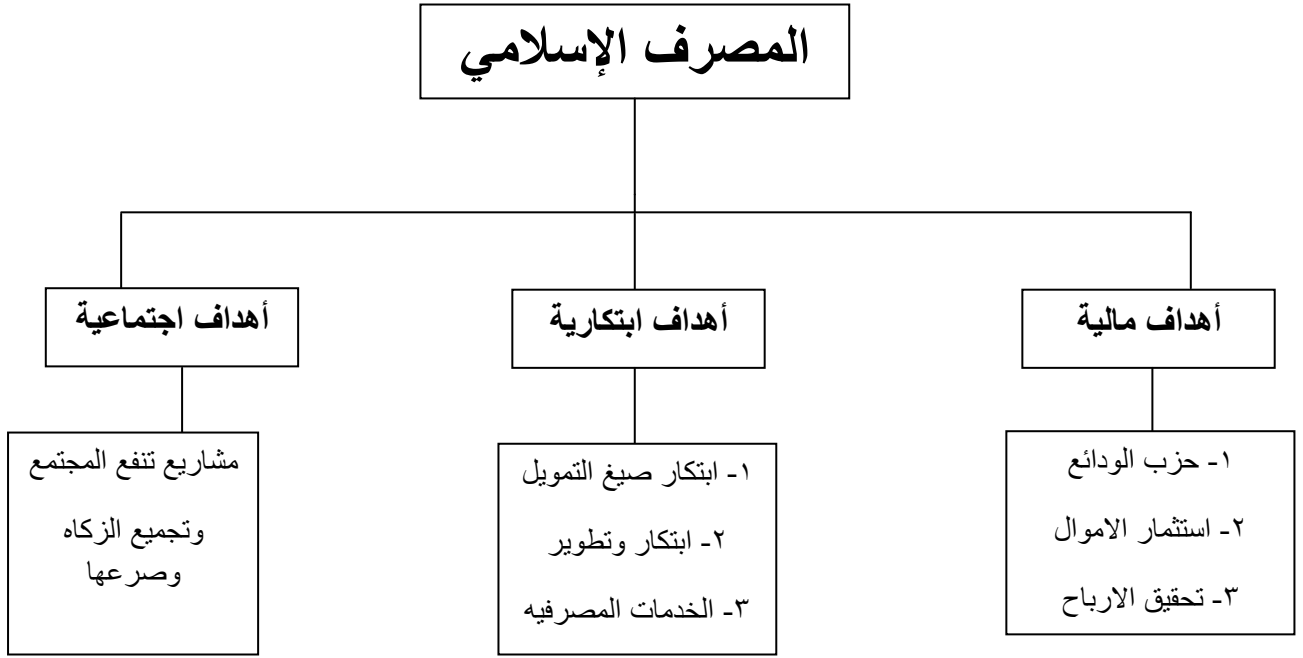 المصرف الإسلامي
أهداف مالية
أهداف ابتكارية
أهداف اجتماعية
١- حزب الودائع
٢- استثمار الاموال
٣- تحقيق الارباح
١- ابتكار صيغ التمويل
٢- ابتكار وتطوير
٣- الخدمات المصرفيه
مشاريع تنفع المجتمع
وتجميع الزكاه
وصرعها